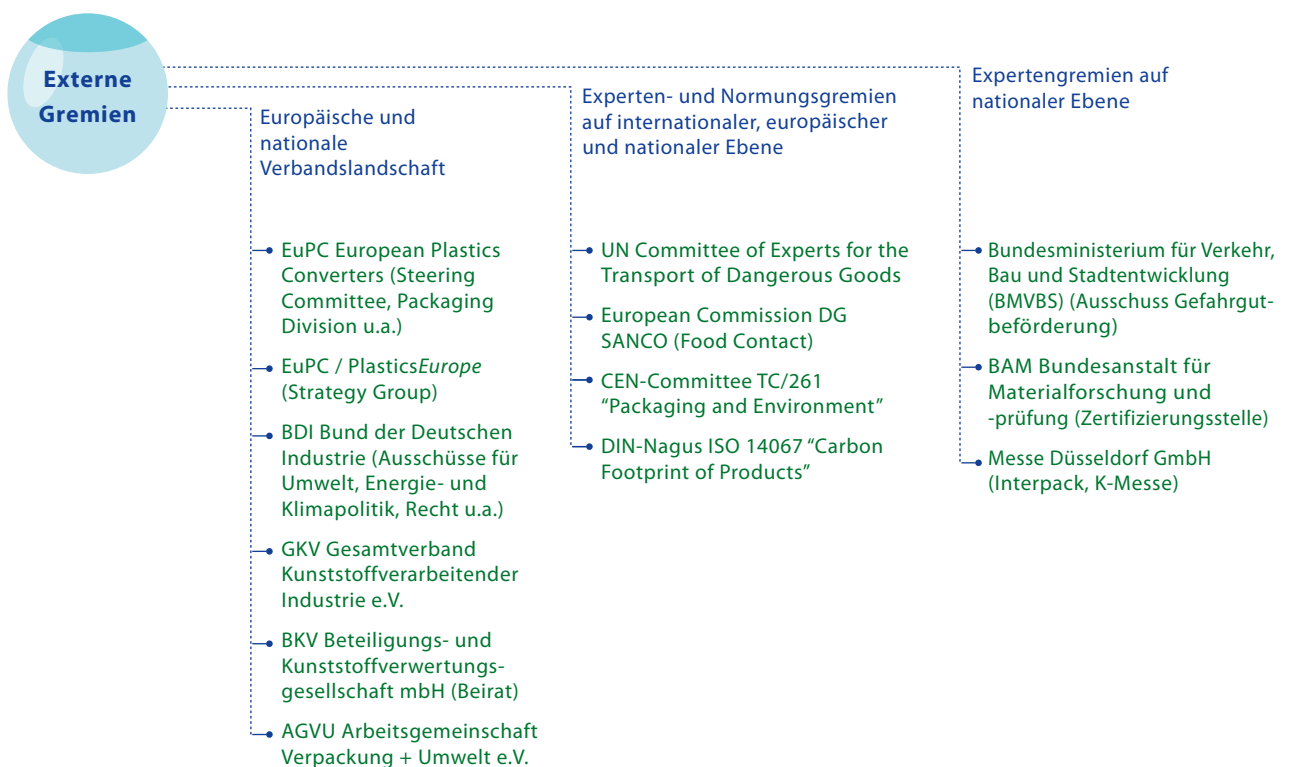 Externe
Gremien
Europäische und
nationale
Verbandslandschaft
EuPC European Plastics
Converters (Steering
Committee, Packaging
Division u.a.)
EuPC / PlasticsEurope
(Strategy Group)
BDI Bund der Deutschen
Industrie (Ausschüsse für
Umwelt, Energie- und
Klimapolitik, Recht u.a.)
GKV Gesamtverband
Kunststoffverarbeitender
Industrie e.V.
BKV Beteiligungs- und
Kunststoffverwertungs-
gesellschaft mbH (Beirat)
AGVU Arbeitsgemeinschaft
Verpackung + Umwelt e.V.
Experten- und Normungsgremien
auf internationaler, europäischer
und nationaler Ebene
UN Committee of Experts for the
Transport of Dangerous Goods
European Commission DG
SANCO (Food Contact)
CEN-Committee TC/261
“Packaging and Environment”
DIN-Nagus ISO 14067 “Carbon
Footprint of Products”
Expertengremien auf
nationaler Ebene
Bundesministerium für Verkehr,
Bau und Stadtentwicklung
(BMVBS) (Ausschuss Gefahrgut-
beförderung)
BAM Bundesanstalt für
Materialforschung und
-prüfung (Zertifizierungsstelle)
Messe Düsseldorf GmbH
(Interpack, K-Messe)